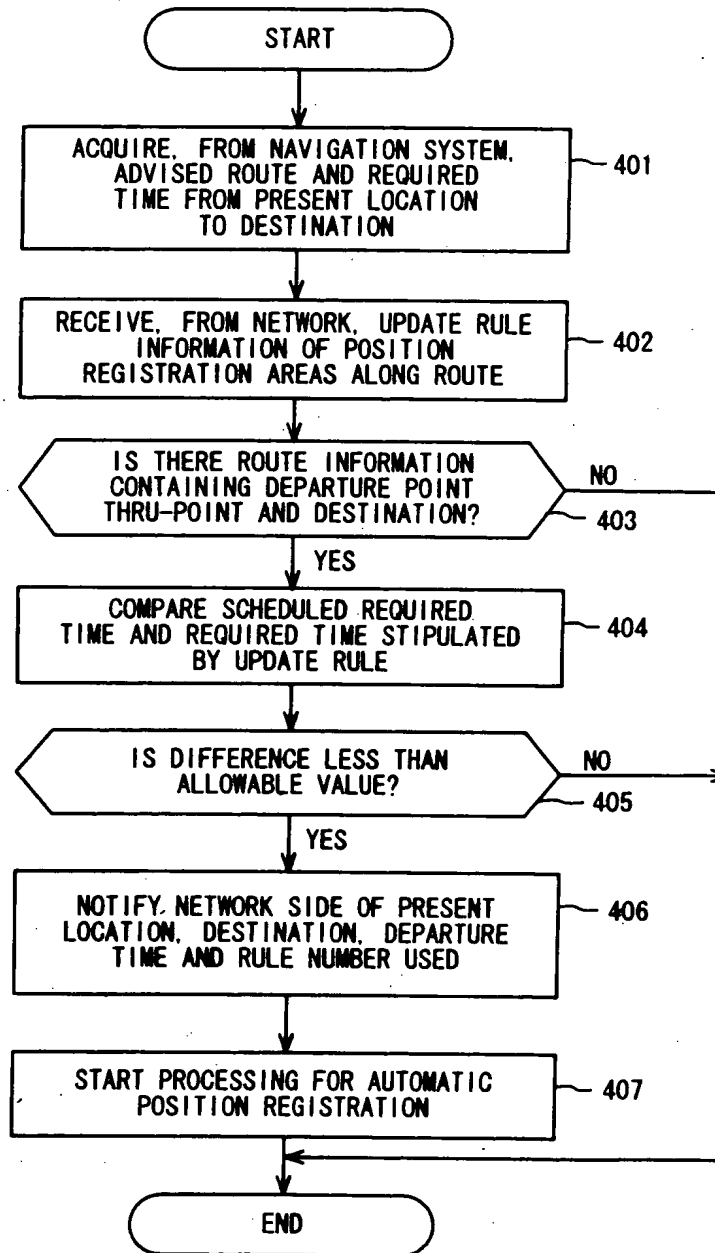 START
ACQUIRE, FROM NAVIGATION SYSTEM,
ADVISED ROUTE AND REQUIRED
TIME FROM PRESENT LOCATION
TO DESTINATION
401
RECEIVE, FROM NETWORK, UPDATE RULE
INFORMATION OF POSITION
REGISTRATION AREAS ALONG ROUTE
402
IS THERE ROUTE INFORMATION
CONTAINING DEPARTURE POINT
THRU-POINT AND DESTINATION?
NO
403
YES
COMPARE SCHEDULED REQUIRED
TIME AND REQUIRED TIME STIPULATED
BY UPDATE RULE
404
IS DIFFERENCE LESS THAN
ALLOWABLE VALUE?
NO
405
YES
NOTIFY NETWORK SIDE OF PRESENT
LOCATION, DESTINATION, DEPARTURE
TIME AND RULE NUMBER USED
406
START PROCESSING FOR AUTOMATIC
POSITION REGISTRATION
407
END